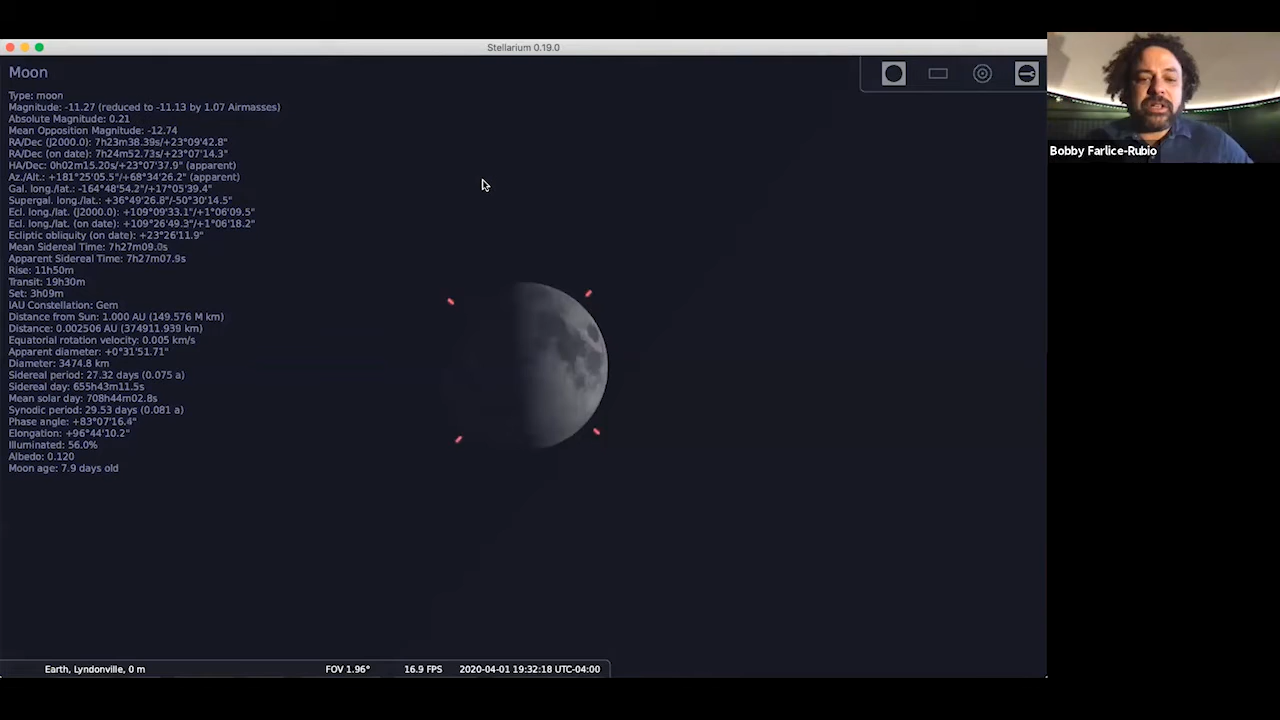 Stellarium 0.19.0
Moon
Type: moon
Magnitude: -11.27 (reduced to -11.13 by 1.07 Airmasses)
Absolute Magnitude: 0.21
Mean Opposition Magnitude: -12.74
RA/Dec (J2000.0): 7h23m38.39s/+23°09'42.8"
RA/Dec (on date): 7h24m52.73s/+23°07'14.3"
HA/Dec: 0h02m15.20s/+23°07'37.9" (apparent)
Az./Alt.: +181°25'05.5"/+68°34'26.2" (apparent)
Gal. long./lat.: -164°48'54.2"/+17°05'39.4"
Supergal. long./lat.: +36°49'26.8"/-50°30'14.5"
Ecl. long./lat. (J2000.0): +109°09'33.1"/+1°06'09.5"
Ecl. long./lat. (on date): +109°26'49.3"/+1°06'18.2"
Ecliptic obliquity (on date): +23°26'11.9"
Mean Sidereal Time: 7h27m09.0s
Apparent Sidereal Time: 7h27m07.9s
Rise: 11h50m
Transit: 19h30m
Set: 3h09m
IAU Constellation: Gem
Distance from Sun: 1.000 AU (149.576 M km)
Distance: 0.002506 AU (374911.939 km)
Equatorial rotation velocity: 0.005 km/s
Apparent diameter: +0°31'51.71"
Diameter: 3474.8 km
Sidereal period: 27.32 days (0.075 a)
Sidereal day: 655h43m11.5s
Mean solar day: 708h44m02.8s
Synodic period: 29.53 days (0.081 a)
Phase angle: +83°07'16.4"
Elongation: +96°44'10.2"
Illuminated: 56.0%
Albedo: 0.120
Moon age: 7.9 days old
Bobby Farlice-Rubio
Earth, Lyndonville, 0 m FOV 1.96° 16.9 FPS 2020-04-01 19:32:18 UTC-04:00